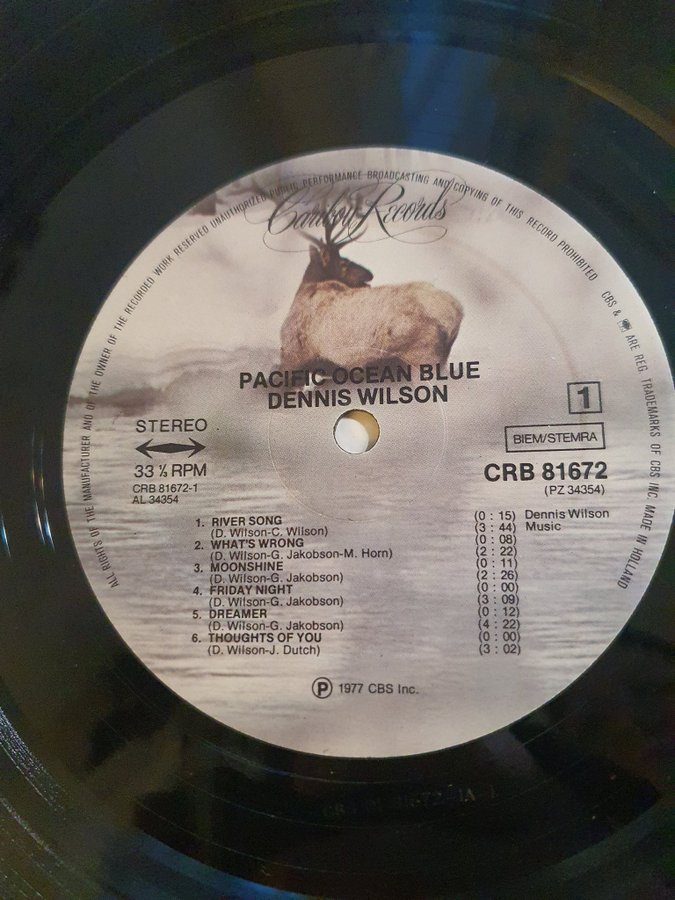 ALL RIGHTS OF THE MANUFACTURER AND OF THE OWNER OF THE RECORDED WORK RESERVED UNAUTHORIZED PUBLIC PERFORMANCE BROADCASTING AND COPYING OF THIS RECORD PROHIBITED
CBS & ARE REG. TRADEMARKS OF CBS INC. MADE IN HOLLAND
Caribou Records
PACIFIC OCEAN BLUE
DENNIS WILSON
STEREO
33 ⅓ RPM
CRB 81672-1
AL 34354
1
BIEM/STEMRA
CRB 81672
(PZ 34354)
1. RIVER SONG (0 : 15) Dennis Wilson
(D. Wilson-C. Wilson) (3 : 44) Music
2. WHAT'S WRONG (0 : 08)
(D. Wilson-G. Jakobson-M. Horn) (2 : 22)
3. MOONSHINE (0 : 11)
(D. Wilson-G. Jakobson) (2 : 26)
4. FRIDAY NIGHT (0 : 00)
(D. Wilson-G. Jakobson) (3 : 09)
5. DREAMER (0 : 12)
(D. Wilson-G. Jakobson) (4 : 22)
6. THOUGHTS OF YOU (0 : 00)
(D. Wilson-J. Dutch) (3 : 02)
Ⓟ 1977 CBS Inc.